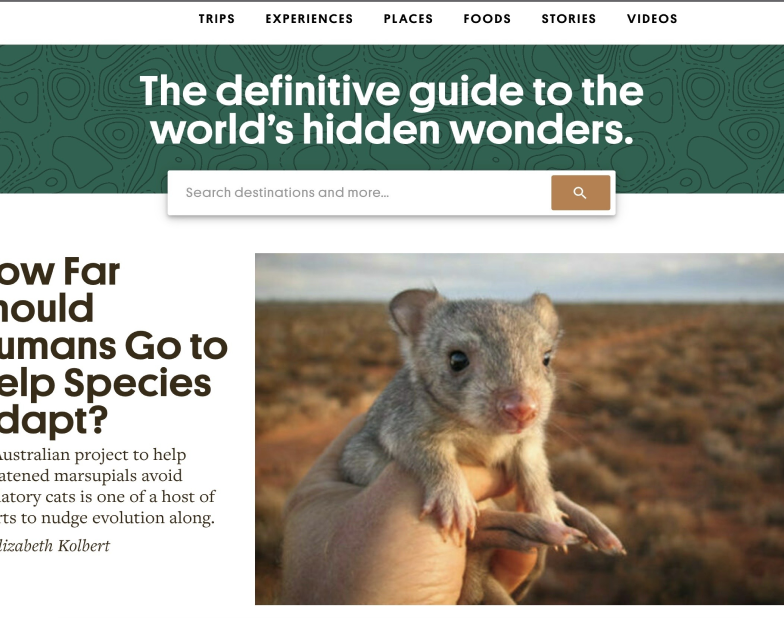 TRIPS EXPERIENCES PLACES FOODS STORIES VIDEOS
The definitive guide to the
world's hidden wonders.
Search destinations and more...
ow Far
hould
umans Go to
elp Species
dapt?
Australian project to help
atened marsupials avoid
latory cats is one of a host of
rts to nudge evolution along.
lizabeth Kolbert